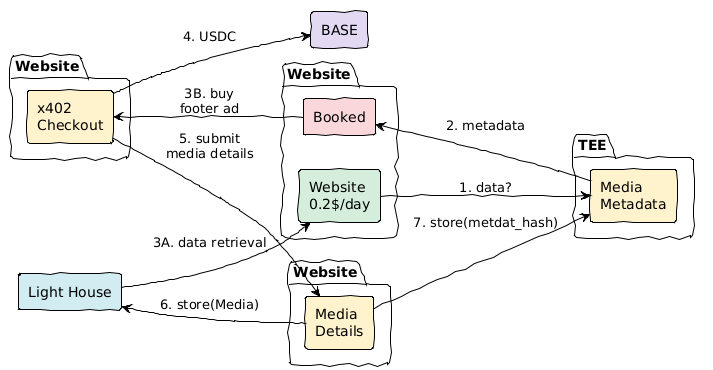 BASE
4. USDC
Website
x402
Checkout
3B. buy
footer ad
Website
Booked
2. metadata
5. submit
media details
TEE
Media
Metadata
Website
0.2$/day
1. data?
7. store(metdat_hash)
3A. data retrieval
Light House
6. store(Media)
Website
Media
Details